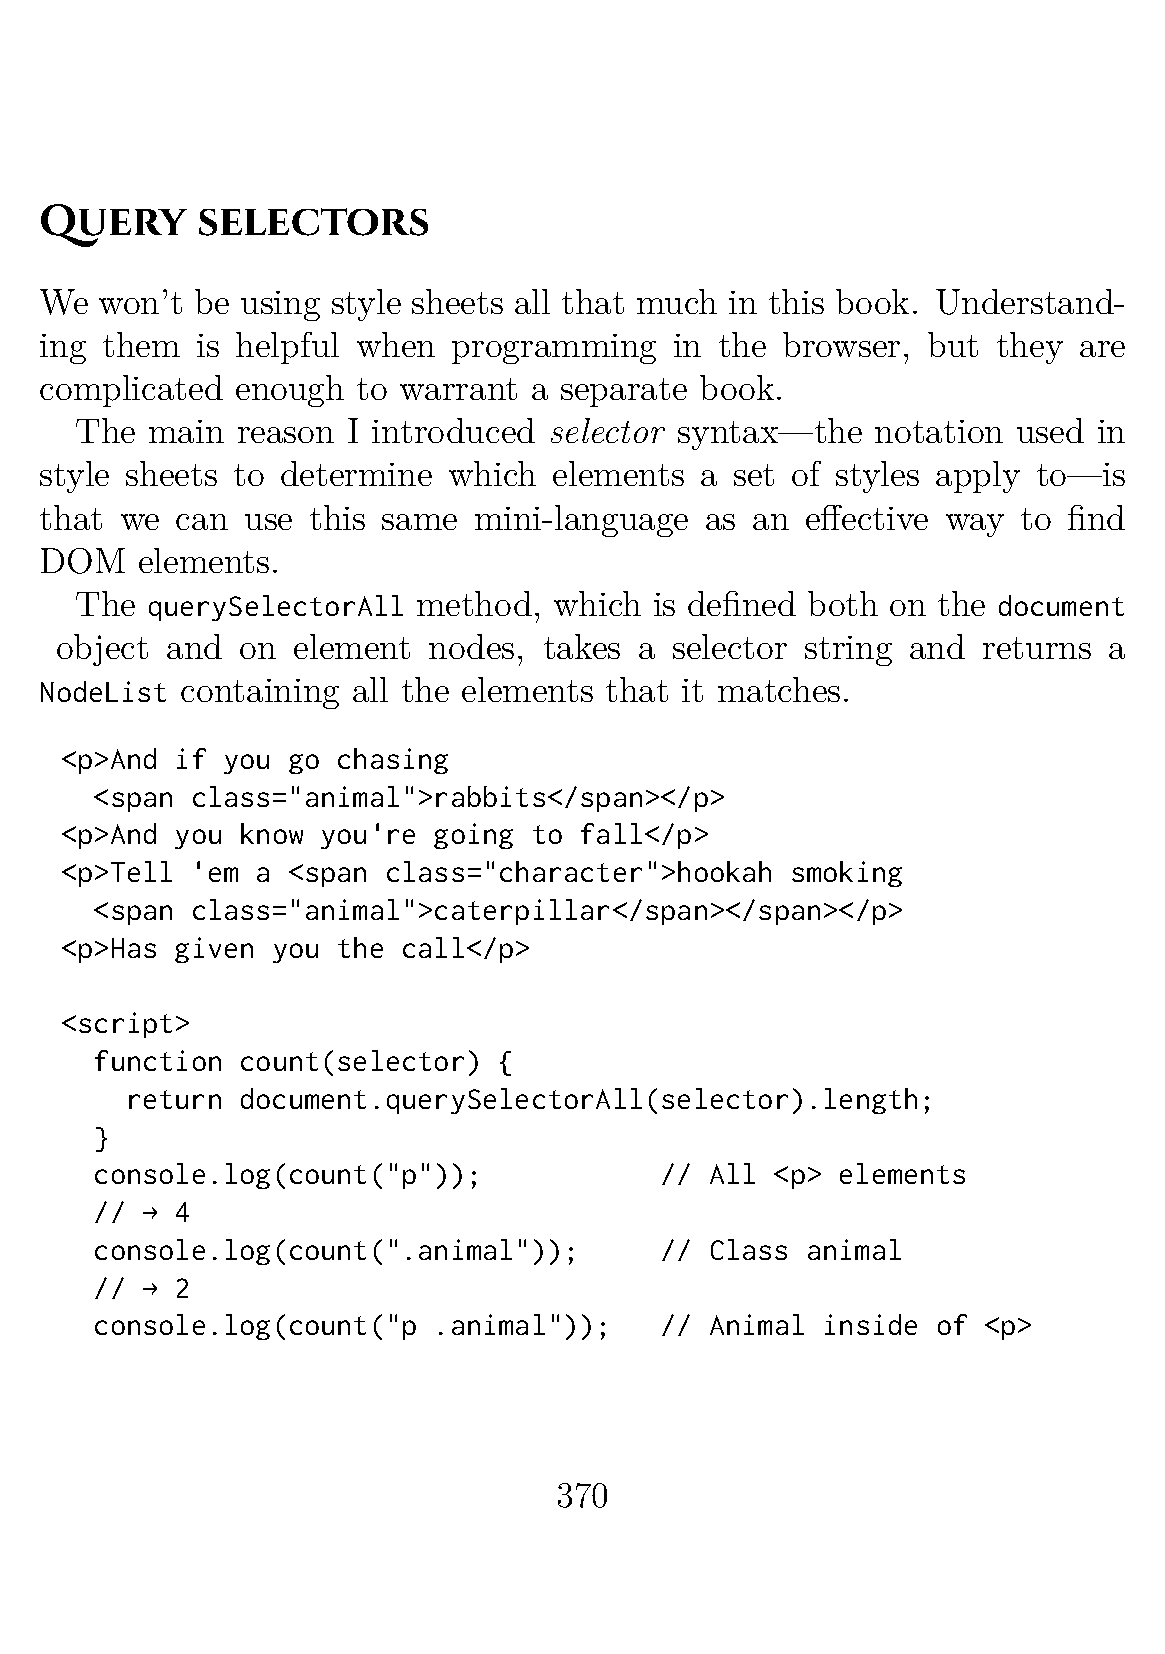 Query selectors
We won’t be using style sheets all that much in this book. Understand-
ing them is helpful when programming in the browser, but they are
complicated enough to warrant a separate book.
The main reason I introduced selector syntax—the notation used in
style sheets to determine which elements a set of styles apply to—is
that we can use this same mini-language as an effective way to find
DOM elements.
The querySelectorAll method, which is defined both on the document
object and on element nodes, takes a selector string and returns a
NodeList containing all the elements that it matches.
<p>And if you go chasing
  <span class="animal">rabbits</span></p>
<p>And you know you're going to fall</p>
<p>Tell 'em a <span class="character">hookah smoking
  <span class="animal">caterpillar</span></span></p>
<p>Has given you the call</p>

<script>
  function count(selector) {
    return document.querySelectorAll(selector).length;
  }
  console.log(count("p"));           // All <p> elements
  // → 4
  console.log(count(".animal"));     // Class animal
  // → 2
  console.log(count("p .animal"));   // Animal inside of <p>
370